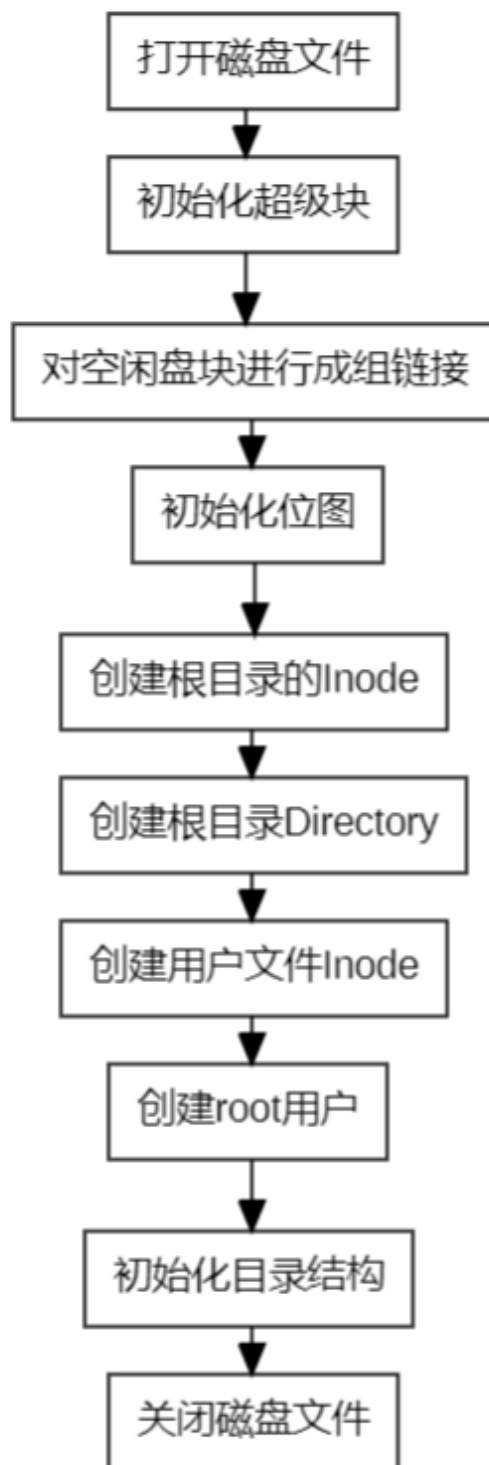 打开磁盘文件
初始化超级块
对空闲盘块进行成组链接
初始化位图
创建根目录的Inode
创建根目录Directory
创建用户文件Inode
创建root用户
初始化目录结构
关闭磁盘文件